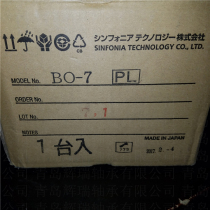 シンフォニア テクノロジー株式会社
SINFONIA TECHNOLOGY CO., LTD.
MODEL No. BO-7 PL
ORDER No.
LOT No.
NOTES
MADE IN JAPAN
1台入